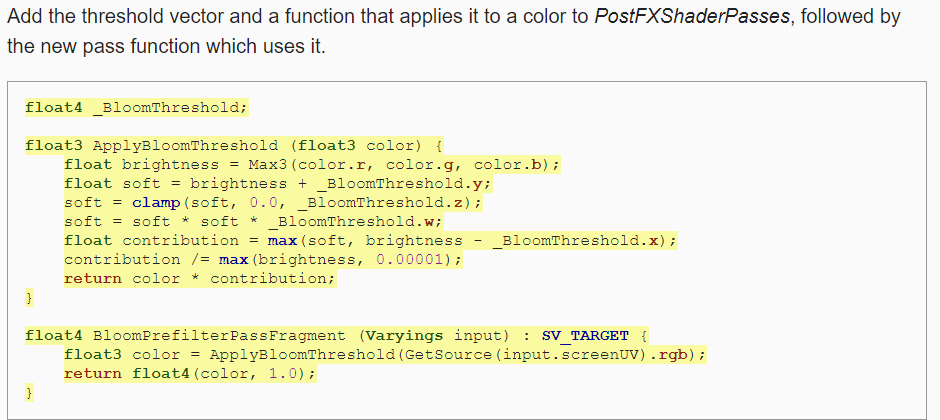 Add the threshold vector and a function that applies it to a color to PostFXShaderPasses, followed by
the new pass function which uses it.
float4 _BloomThreshold;
float3 ApplyBloomThreshold (float3 color) {
float brightness = Max3(color.r, color.g, color.b);
float soft = brightness + _BloomThreshold.y;
soft = clamp(soft, 0.0, _BloomThreshold.z);
soft = soft * soft * _BloomThreshold.w;
float contribution = max(soft, brightness - _BloomThreshold.x);
contribution /= max(brightness, 0.00001);
return color * contribution;
}
float4 BloomPrefilterPassFragment (Varyings input) : SV_TARGET {
float3 color = ApplyBloomThreshold(GetSource(input.screenUV).rgb);
return float4(color, 1.0);
}